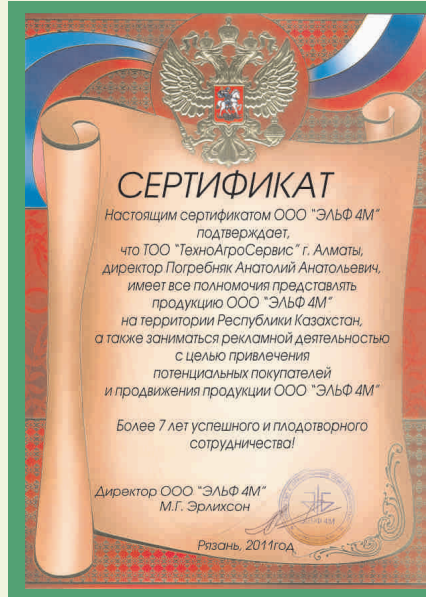 СЕРТИФИКАТ
Настоящим сертификатом ООО "ЭЛЬФ 4М"
подтверждает,
что ТОО "ТехноАгроСервис" г. Алматы,
директор Погребняк Анатолий Анатольевич,
имеет все полномочия представлять
продукцию ООО "ЭЛЬФ 4М"
на территории Республики Казахстан,
а также заниматься рекламной деятельностью
с целью привлечения
потенциальных покупателей
и продвижения продукции ООО "ЭЛЬФ 4М"
Более 7 лет успешного и плодотворного
сотрудничества!
Директор ООО "ЭЛЬФ 4М"
М.Г. Эрлихсон
ЭЛЬФ 4М
Рязань, 2011год